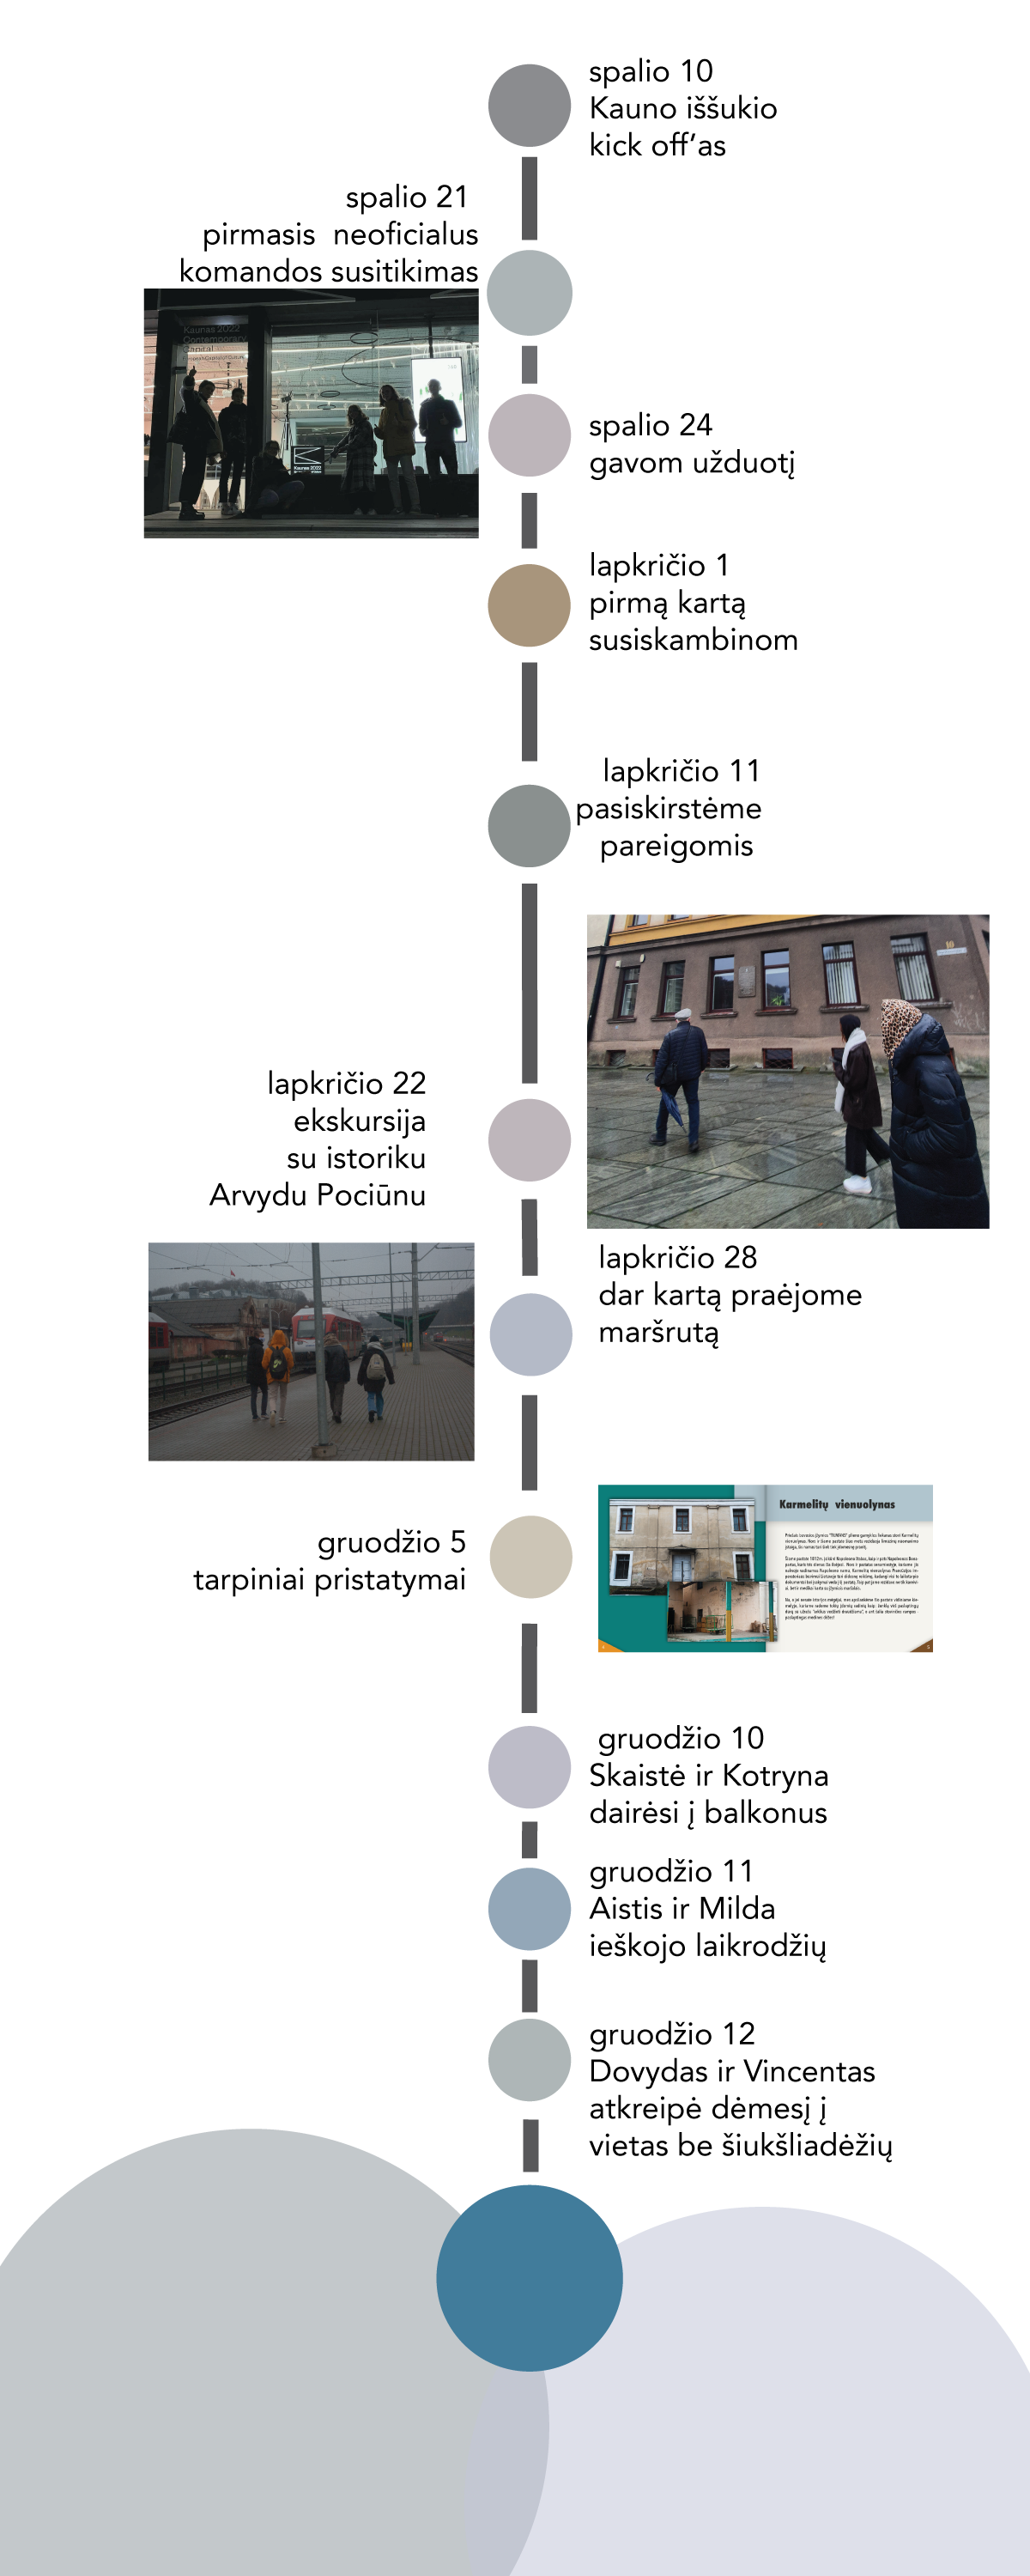 spalio 10
Kauno iššukio
kick off’as
spalio 21
pirmasis neoficialus
komandos susitikimas
Kaunas 2022
Contemporary
Capital
Kaunas 2022
spalio 24
gavom užduotį
lapkričio 1
pirmą kartą
susiskambinom
lapkričio 11
pasiskirstėme
pareigomis
10
lapkričio 22
ekskursija
su istoriku
Arvydu Pociūnu
lapkričio 28
dar kartą praėjome
maršrutą
Karmelitų vienuolynas
gruodžio 5
tarpiniai pristatymai
gruodžio 10
Skaistė ir Kotryna
dairėsi į balkonus
gruodžio 11
Aistis ir Milda
ieškojo laikrodžių
gruodžio 12
Dovydas ir Vincentas
atkreipė dėmesį į
vietas be šiukšliadėžių